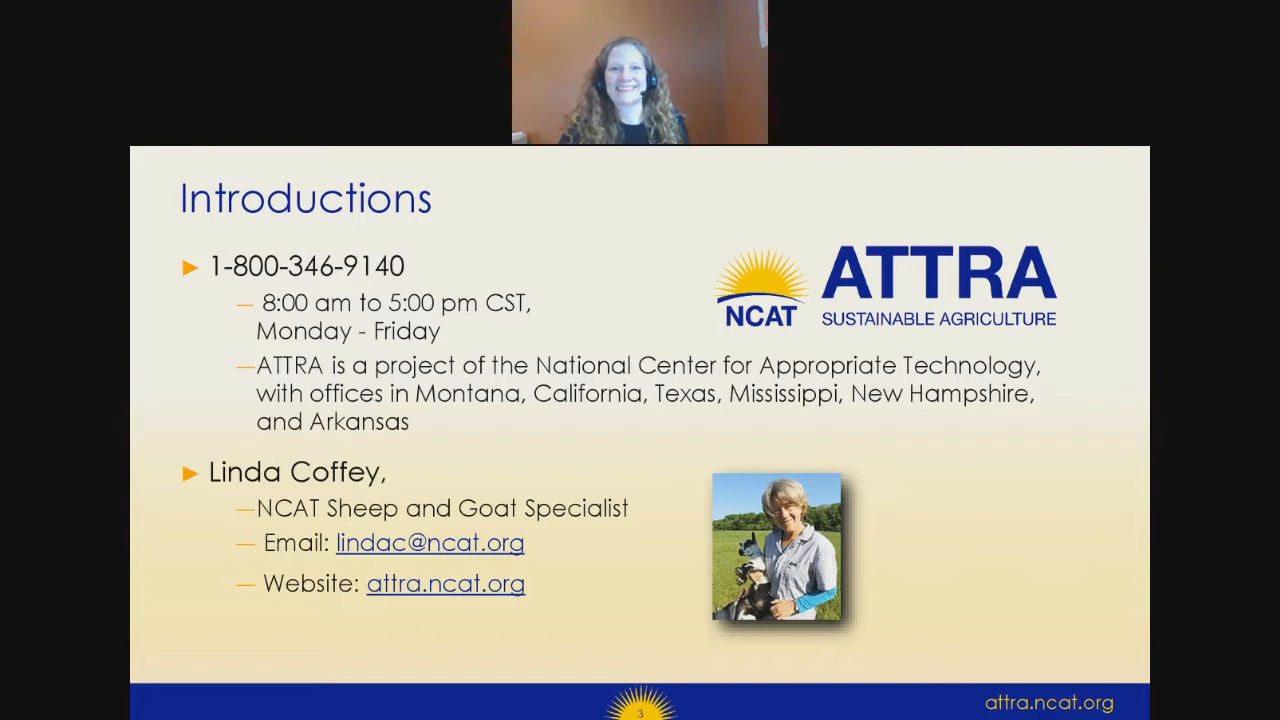 Introductions
► 1-800-346-9140
— 8:00 am to 5:00 pm CST,
Monday - Friday
NCAT
ATTRA
SUSTAINABLE AGRICULTURE
—ATTRA is a project of the National Center for Appropriate Technology,
with offices in Montana, California, Texas, Mississippi, New Hampshire,
and Arkansas
► Linda Coffey,
—NCAT Sheep and Goat Specialist
— Email: lindac@ncat.org
— Website: attra.ncat.org
3
attra.ncat.org